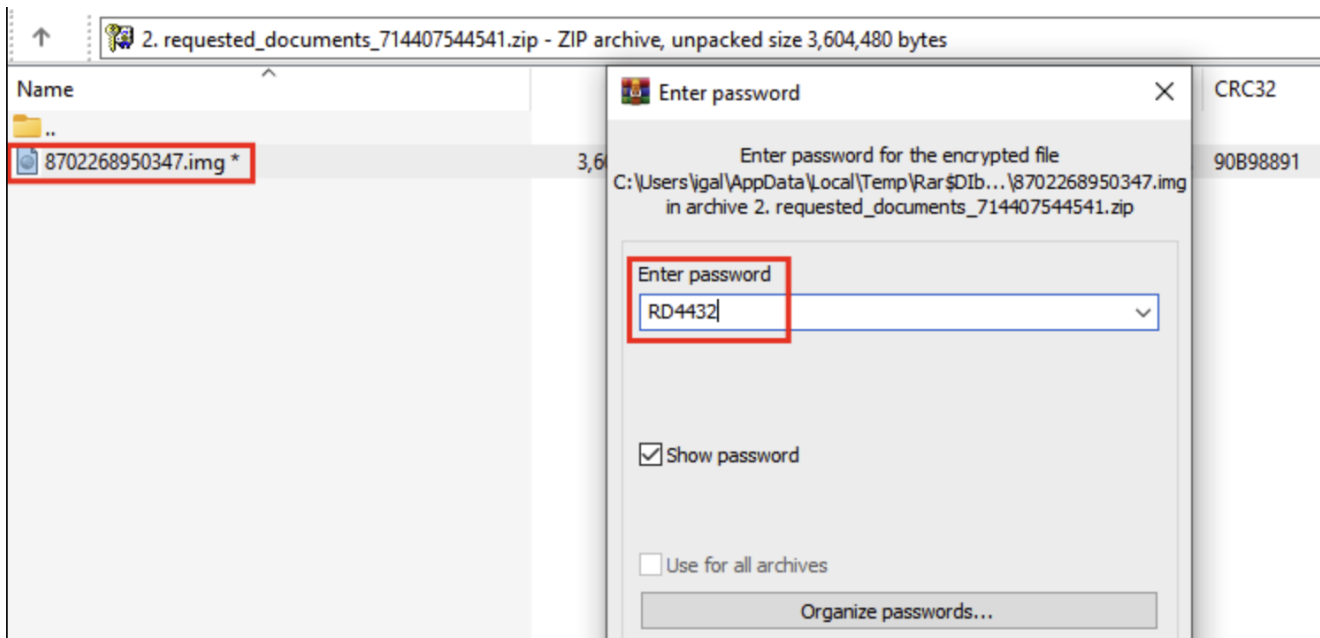 2. requested_documents_714407544541.zip - ZIP archive, unpacked size 3,604,480 bytes
Name
CRC32
..
8702268950347.img *
3,60
90B98891
Enter password
Enter password for the encrypted file
C:\Users\igal\AppData\Local\Temp\Rar$DIb...\8702268950347.img
in archive 2. requested_documents_714407544541.zip
Enter password
RD4432
Show password
Use for all archives
Organize passwords...